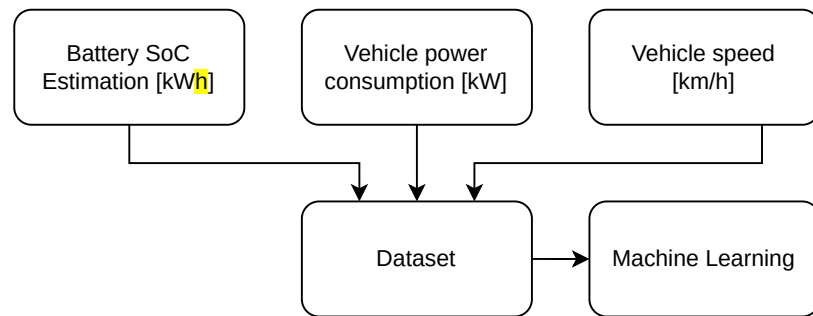 Battery SoC
Estimation [kWh]
Vehicle power
consumption [kW]
Vehicle speed
[km/h]
Dataset
Machine Learning